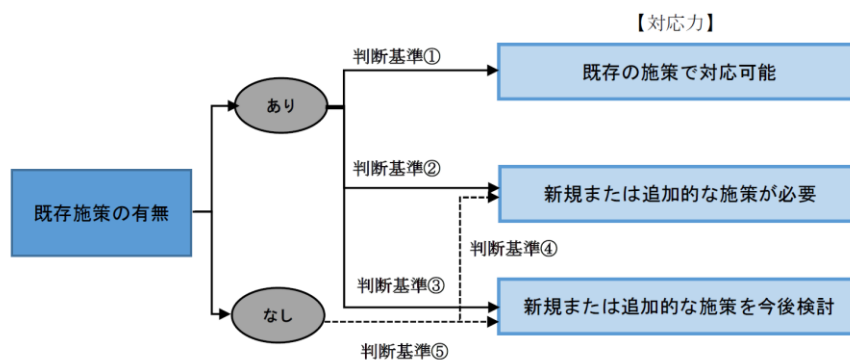 【対応力】
判断基準①
既存の施策で対応可能
あり
判断基準②
新規または追加的な施策が必要
既存施策の有無
判断基準④
判断基準③
新規または追加的な施策を今後検討
なし
判断基準⑤